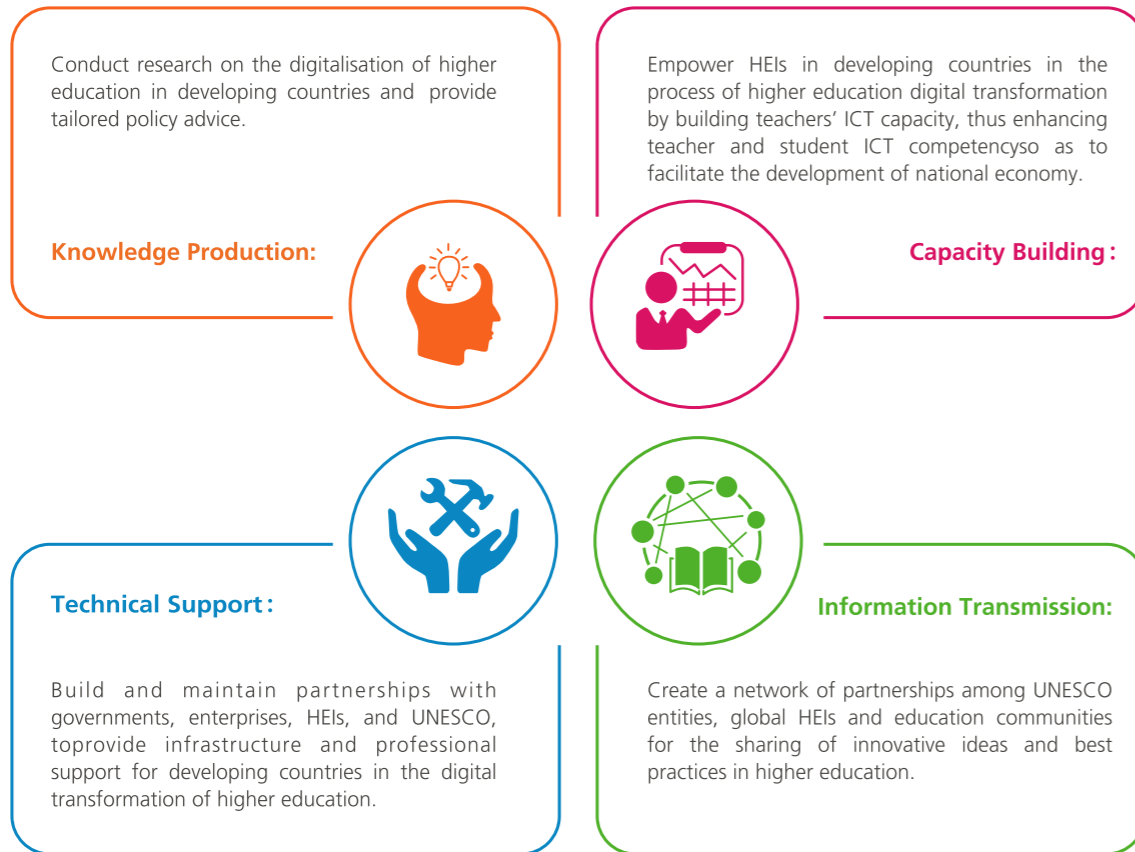 Conduct research on the digitalisation of higher
education in developing countries and provide
tailored policy advice.
Knowledge Production:
Empower HEIs in developing countries in the
process of higher education digital transformation
by building teachers' ICT capacity, thus enhancing
teacher and student ICT competencyso as to
facilitate the development of national economy.
Capacity Building:
Technical Support:
Build and maintain partnerships with
governments, enterprises, HEIs, and UNESCO,
toprovide infrastructure and professional
support for developing countries in the digital
transformation of higher education.
Information Transmission:
Create a network of partnerships among UNESCO
entities, global HEIs and education communities
for the sharing of innovative ideas and best
practices in higher education.